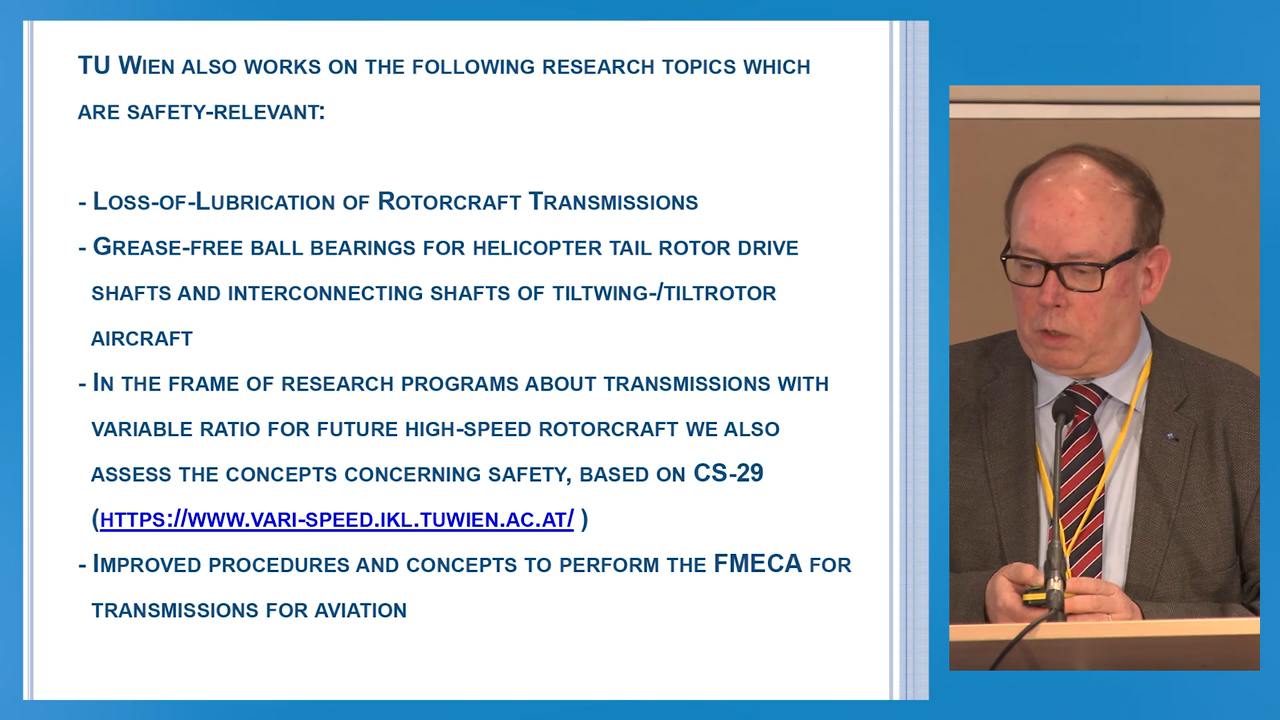 TU WIEN ALSO WORKS ON THE FOLLOWING RESEARCH TOPICS WHICH
ARE SAFETY-RELEVANT:
- LOSS-OF-LUBRICATION OF ROTORCRAFT TRANSMISSIONS
- GREASE-FREE BALL BEARINGS FOR HELICOPTER TAIL ROTOR DRIVE
SHAFTS AND INTERCONNECTING SHAFTS OF TILTWING-/TILTROTOR
AIRCRAFT
- IN THE FRAME OF RESEARCH PROGRAMS ABOUT TRANSMISSIONS WITH
VARIABLE RATIO FOR FUTURE HIGH-SPEED ROTORCRAFT WE ALSO
ASSESS THE CONCEPTS CONCERNING SAFETY, BASED ON CS-29
(HTTPS://WWW.VARI-SPEED.IKL.TUWIEN.AC.AT/ )
- IMPROVED PROCEDURES AND CONCEPTS TO PERFORM THE FMECA FOR
TRANSMISSIONS FOR AVIATION